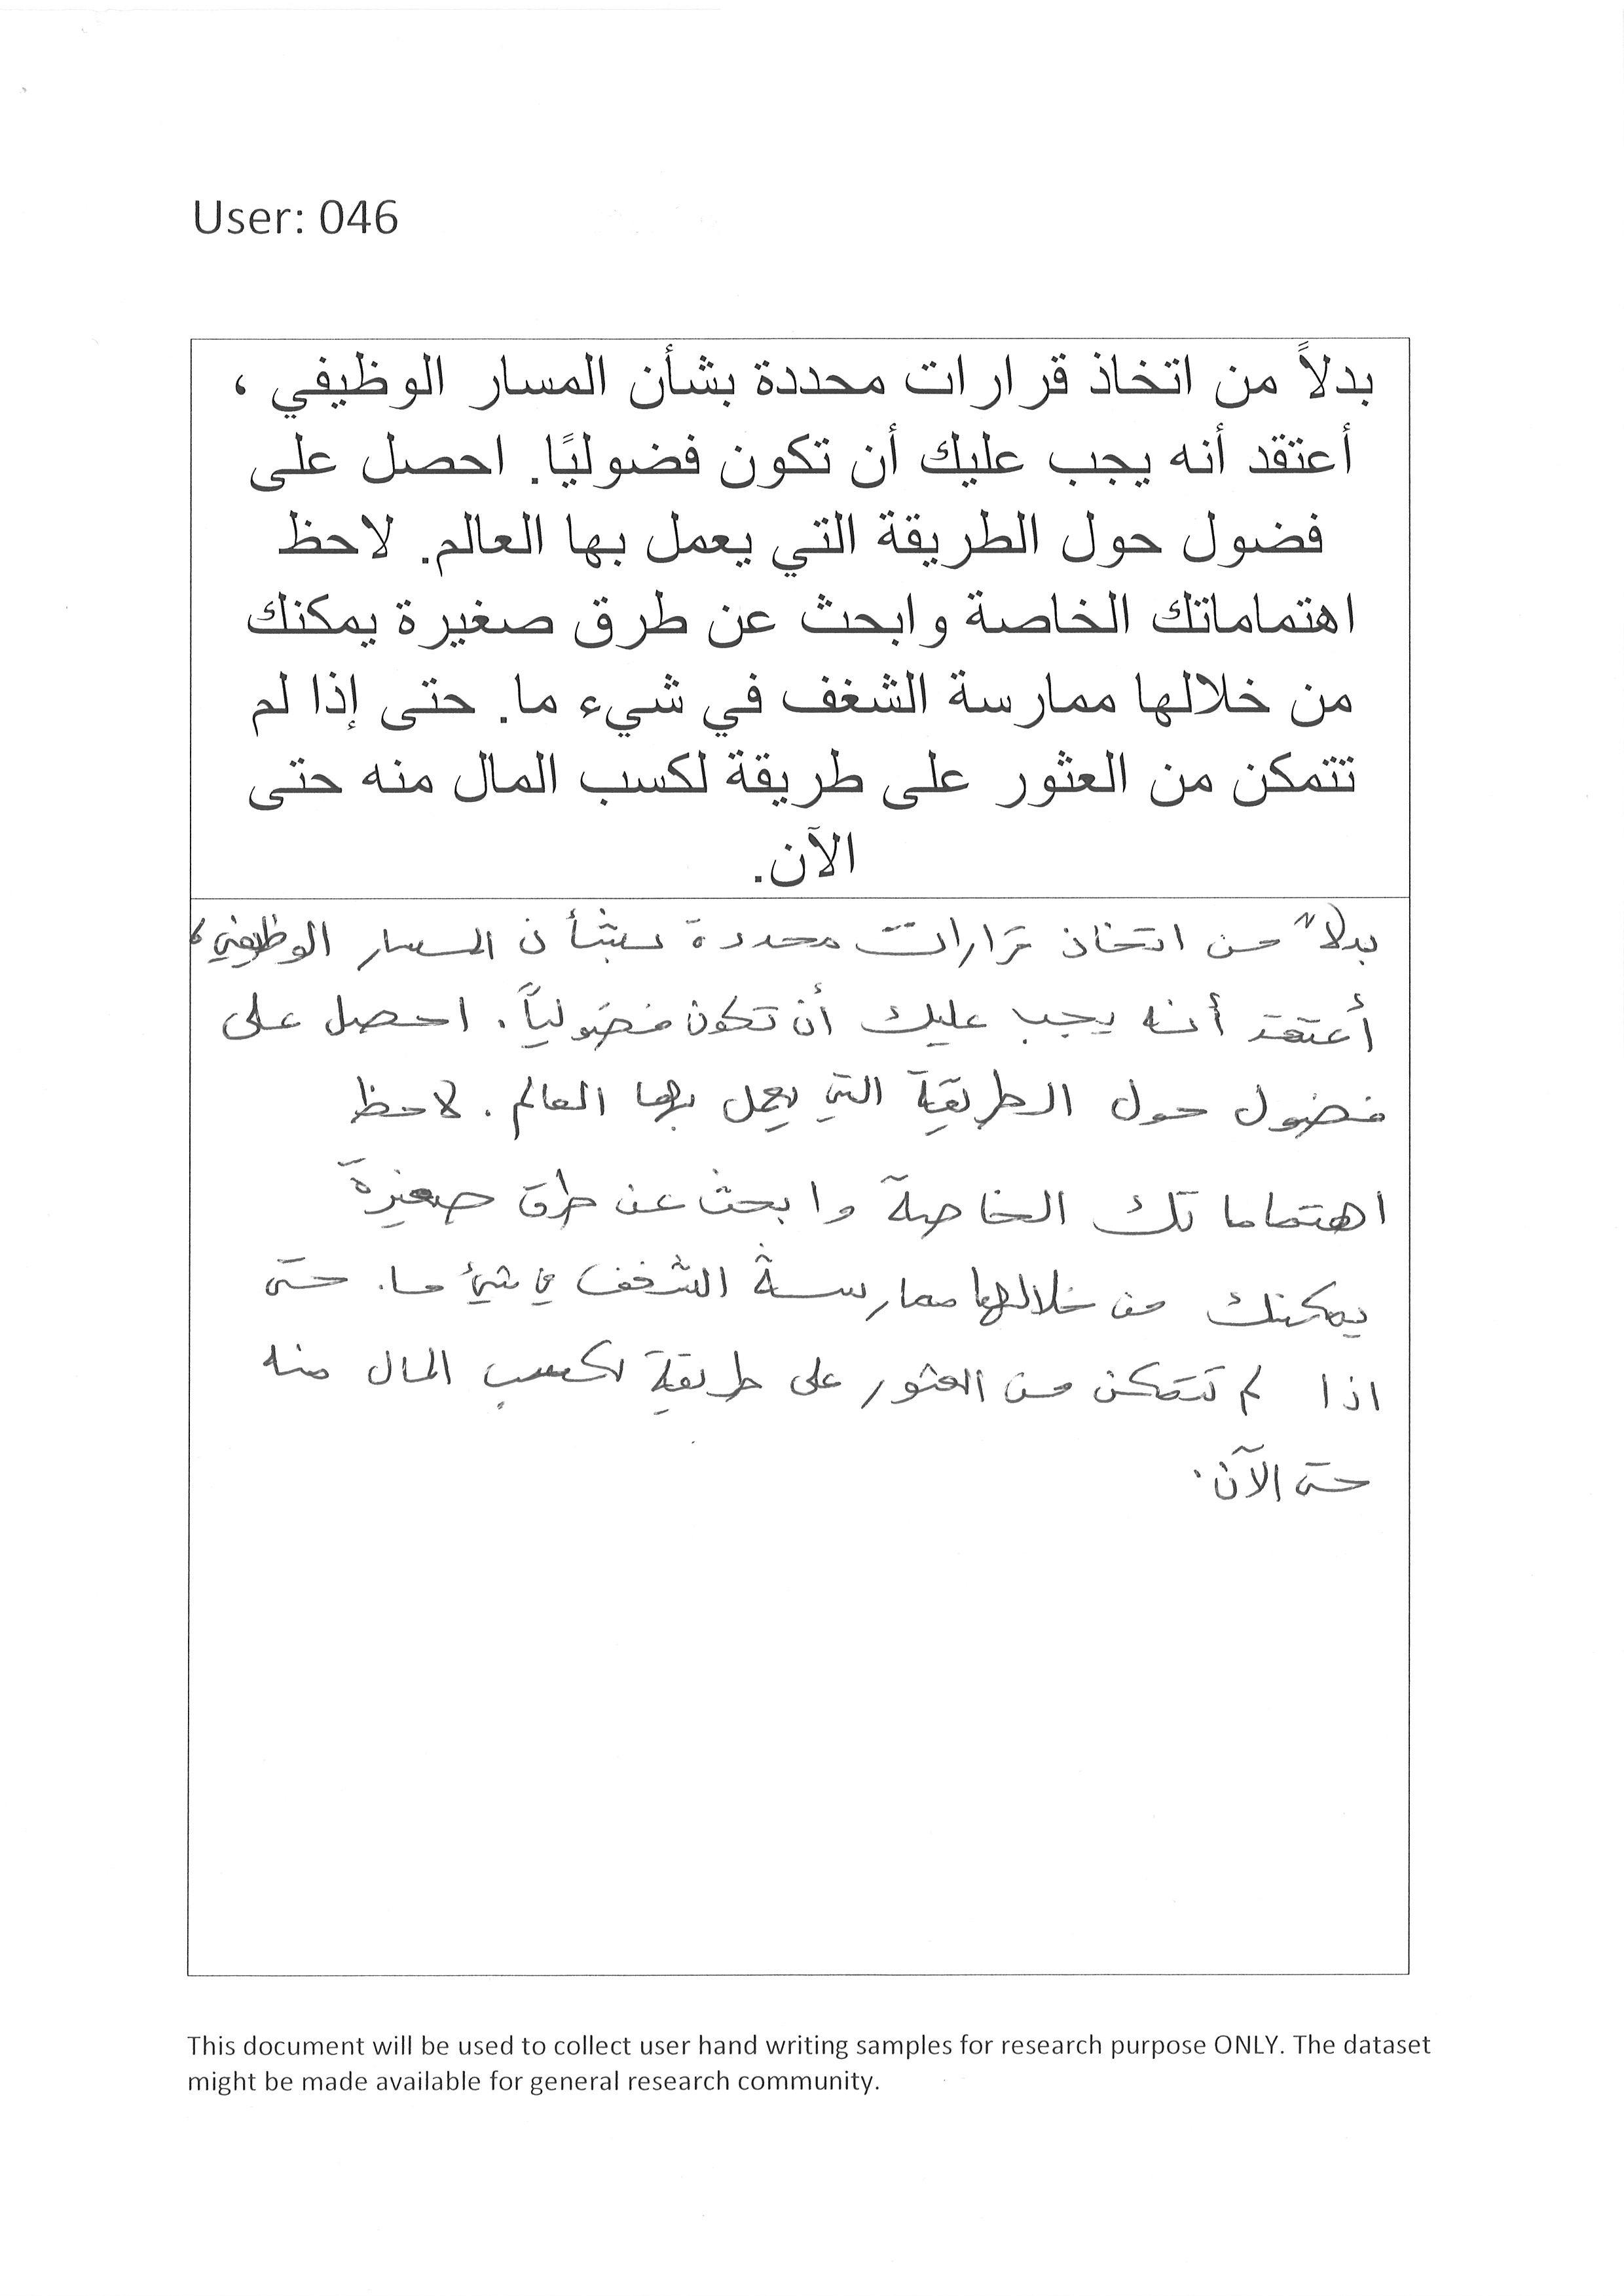 User: 046
بدلاً من اتخاذ قرارات محددة بشأن المسار الوظيفي ،
أعتقد أنه يجب عليك أن تكون فضوليًا. احصل على
فضول حول الطريقة التي يعمل بها العالم. لاحظ
اهتماماتك الخاصة وابحث عن طرق صغيرة يمكنك
من خلالها ممارسة الشغف في شيء ما. حتى إذا لم
تتمكن من العثور على طريقة لكسب المال منه حتى
الآن.
بدلاً من اتخاذ قرارات محددة بشأن المسار الوظيفي،
أعتقد أنه يجب عليك أن تكون فضولياً. احصل على
فضول حول الطريقة التي يعمل بها العالم. لاحظ
اهتماماتك الخاصة وابحث عن طرق صغيرة
يمكنك من خلالها ممارسة الشغف في شيء ما. حتى
اذا لم تتمكن من العثور على طريقة لكسب المال منه
حتى الآن.
This document will be used to collect user hand writing samples for research purpose ONLY. The dataset
might be made available for general research community.